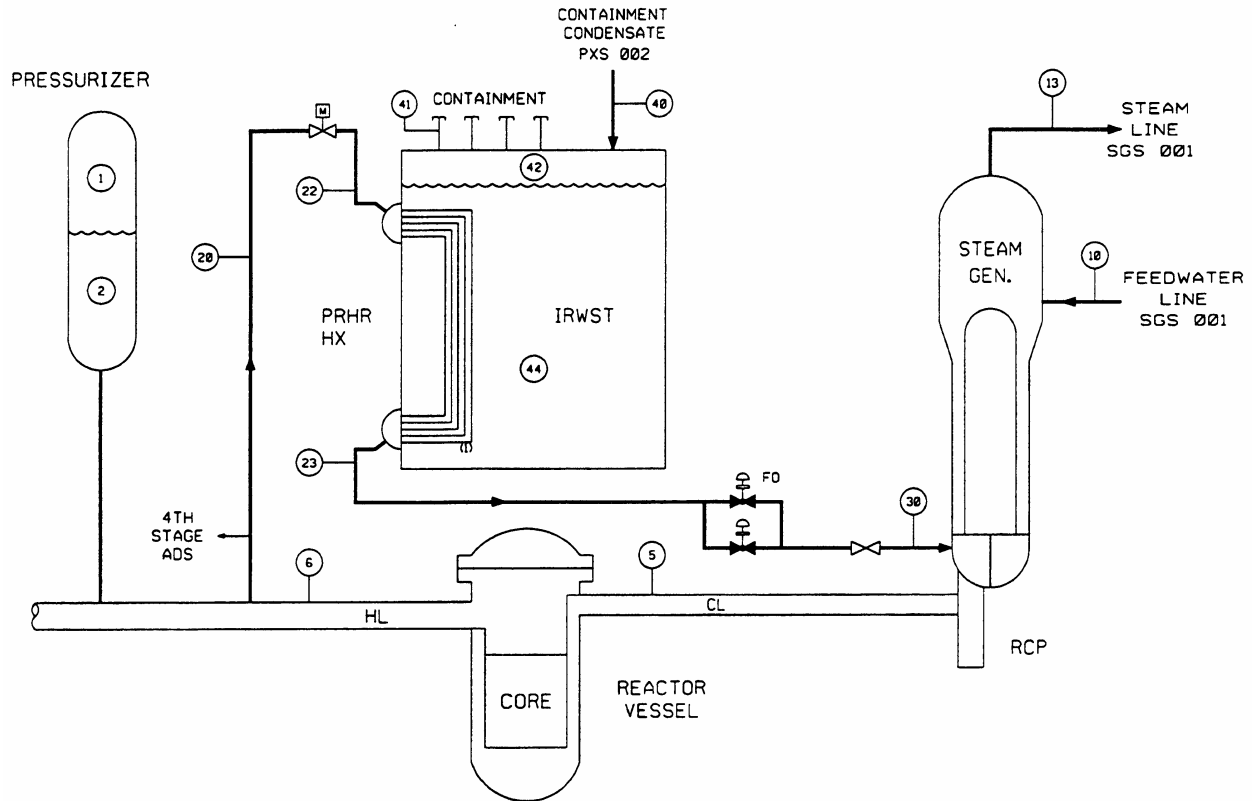 CONTAINMENT
CONDENSATE
PXS 002
PRESSURIZER
M
41
CONTAINMENT
40
13
STEAM
LINE
SGS 001
1
42
22
20
2
STEAM
GEN.
10
FEEDWATER
LINE
SGS 001
PRHR
HX
IRWST
44
23
FO
30
4TH
STAGE
ADS
6
5
HL
CL
RCP
CORE
REACTOR
VESSEL